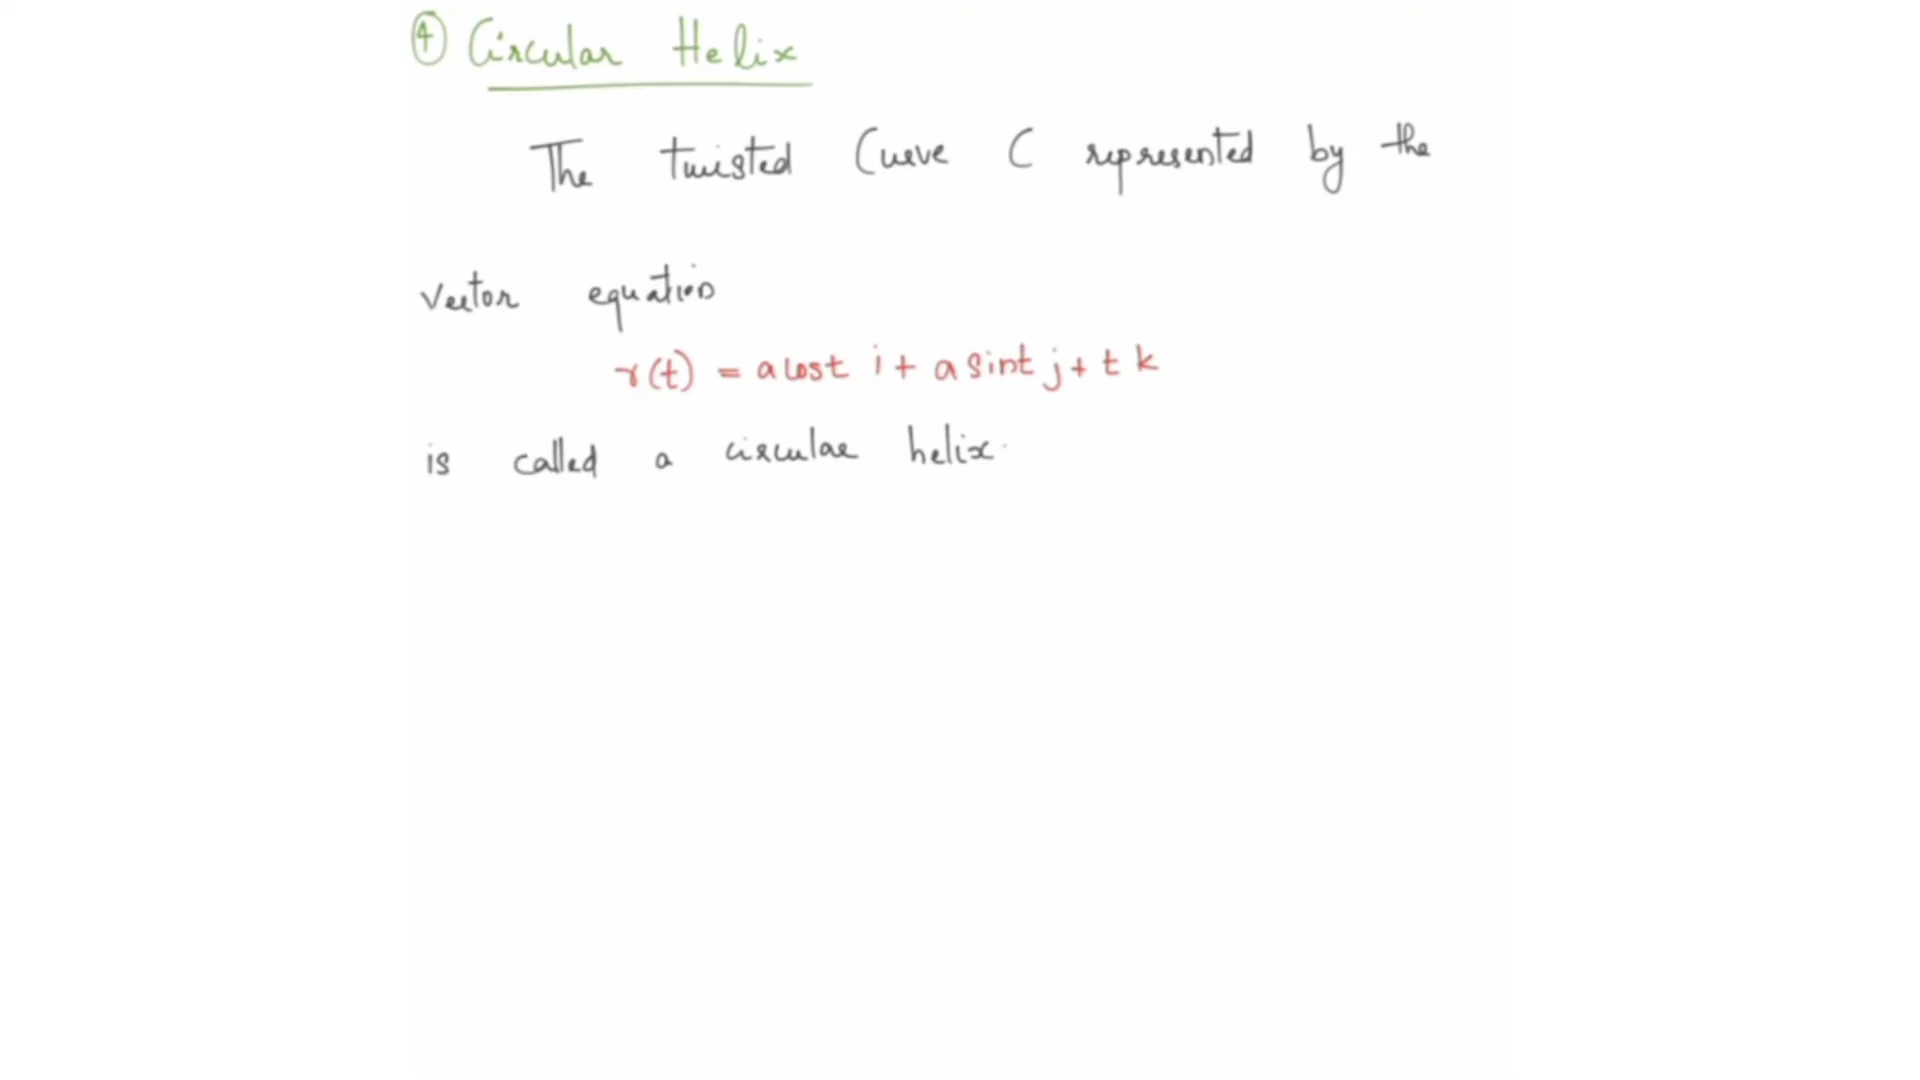 ④ Circular Helix
The twisted Curve C represented by the
vector equation
r(t) = a cost i + a sint j + t k
is called a circular helix.